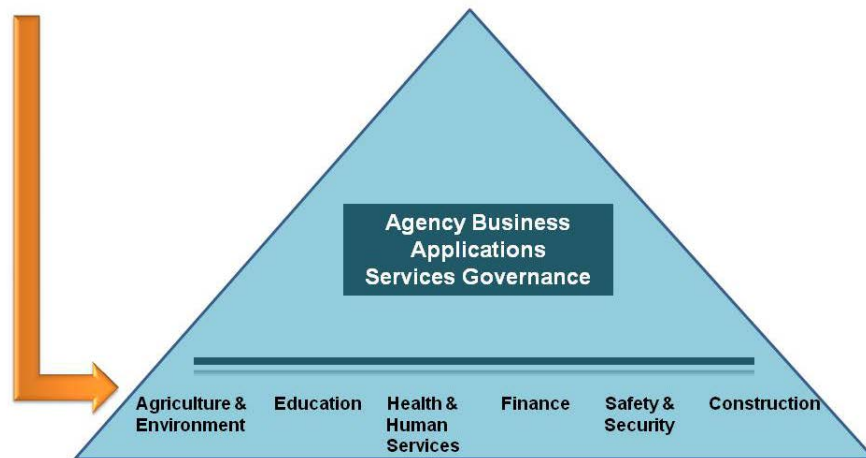 Agency Business
Applications
Services Governance
Agriculture &
Environment
Education
Health &
Human
Services
Finance
Safety &
Security
Construction